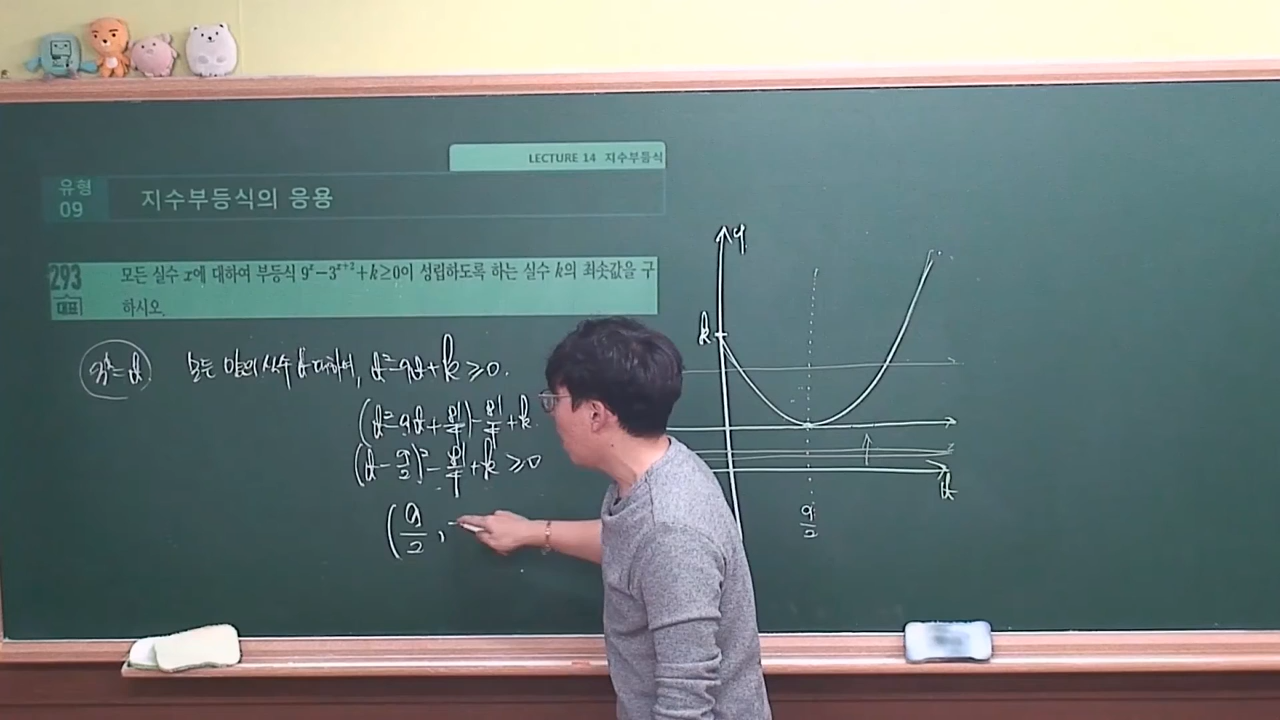 LECTURE 14 지수부등식
유형
09
지수부등식의 응용
293
대표
모든 실수 x에 대하여 부등식 9^x-3^{x+2}+k≥0이 성립하도록 하는 실수 k의 최솟값을 구
하시오.
3^x=t 모든 양의 실수 t에 대하여, t²-9t+k≥0.
(t²-9t+81/4)-81/4+k
(t-9/2)²-81/4+k≥0
(9/2, -
y
k
t
9/2